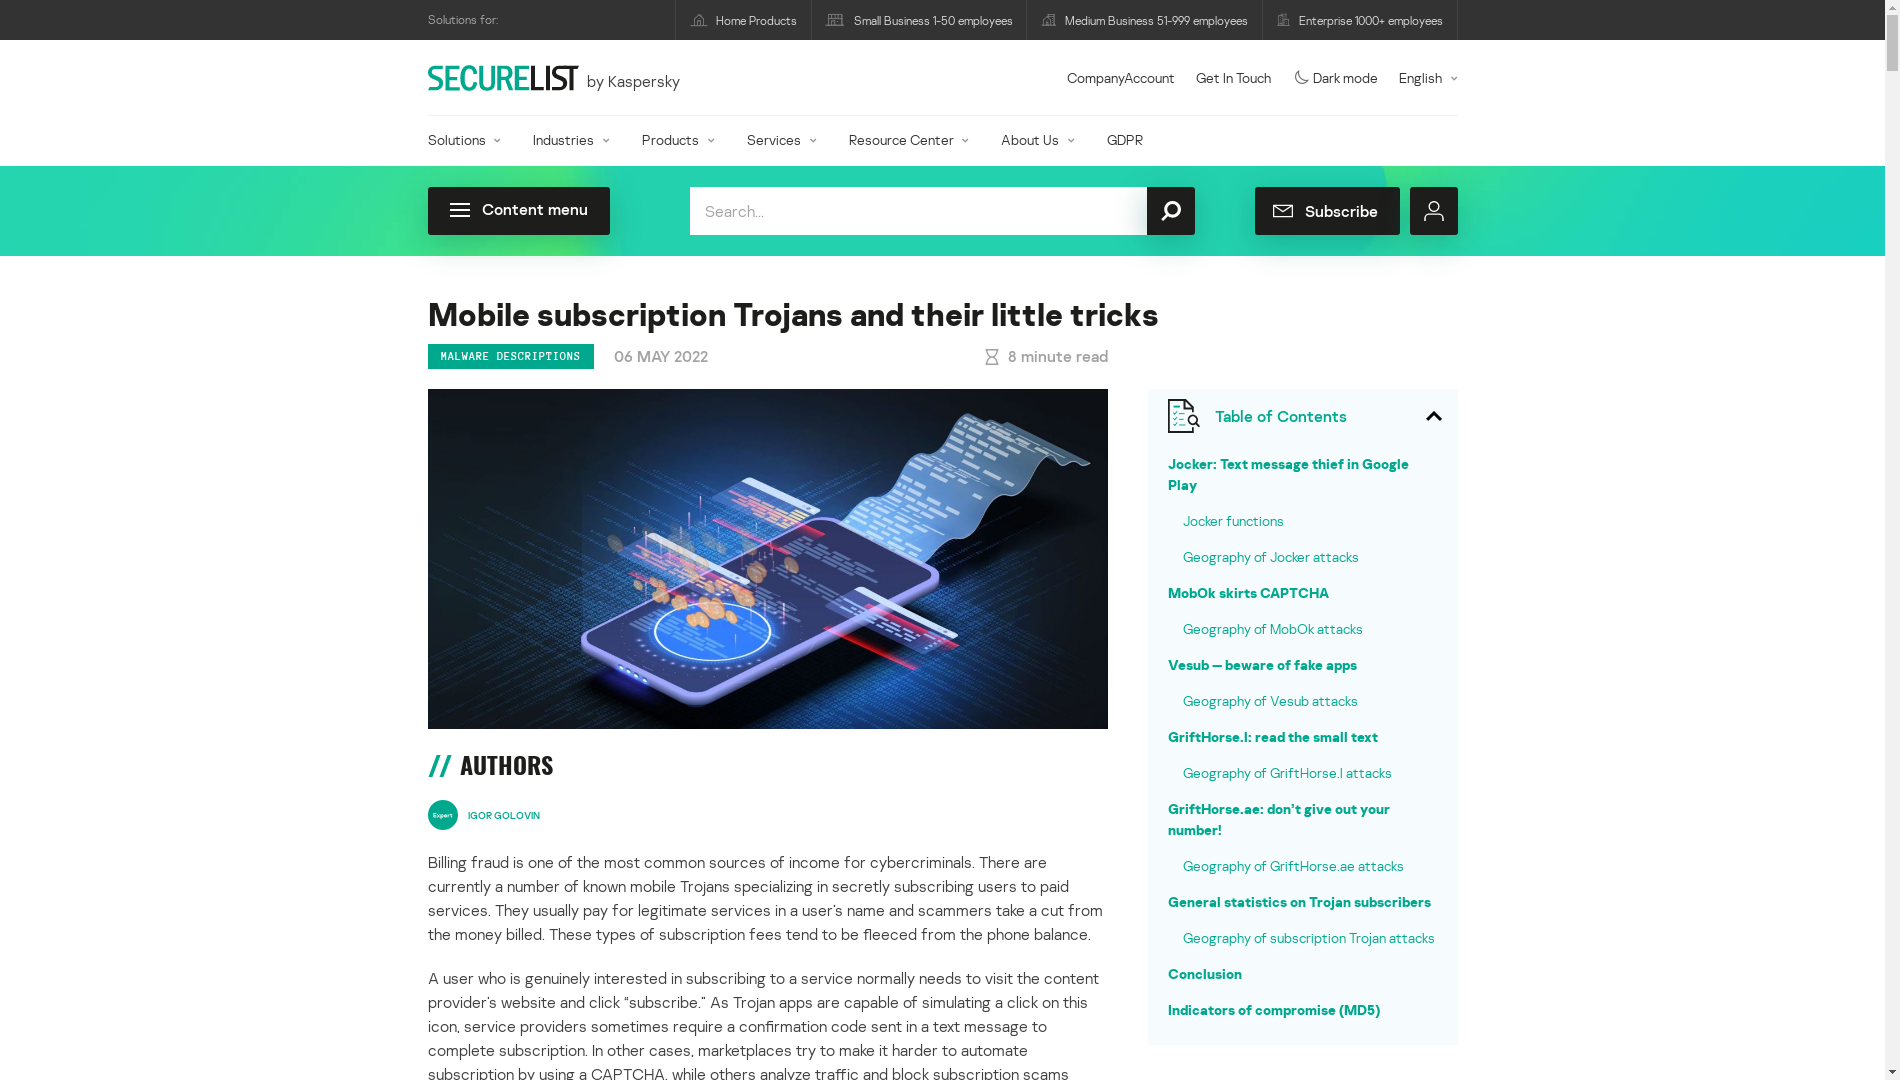 Solutions for:
Home Products
Small Business 1-50 employees
Medium Business 51-999 employees
Enterprise 1000+ employees
SECURELIST by Kaspersky
CompanyAccount
Get In Touch
Dark mode
English
Solutions
Industries
Products
Services
Resource Center
About Us
GDPR
Content menu
Search...
Subscribe
Mobile subscription Trojans and their little tricks
MALWARE DESCRIPTIONS
06 MAY 2022
8 minute read
// AUTHORS
Expert
IGOR GOLOVIN
Billing fraud is one of the most common sources of income for cybercriminals. There are
currently a number of known mobile Trojans specializing in secretly subscribing users to paid
services. They usually pay for legitimate services in a user’s name and scammers take a cut from
the money billed. These types of subscription fees tend to be fleeced from the phone balance.
A user who is genuinely interested in subscribing to a service normally needs to visit the content
provider’s website and click “subscribe.” As Trojan apps are capable of simulating a click on this
icon, service providers sometimes require a confirmation code sent in a text message to
complete subscription. In other cases, marketplaces try to make it harder to automate
subscription by using a CAPTCHA, while others analyze traffic and block subscription scams
Table of Contents
Jocker: Text message thief in Google
Play
Jocker functions
Geography of Jocker attacks
MobOk skirts CAPTCHA
Geography of MobOk attacks
Vesub — beware of fake apps
Geography of Vesub attacks
GriftHorse.l: read the small text
Geography of GriftHorse.l attacks
GriftHorse.ae: don’t give out your
number!
Geography of GriftHorse.ae attacks
General statistics on Trojan subscribers
Geography of subscription Trojan attacks
Conclusion
Indicators of compromise (MD5)